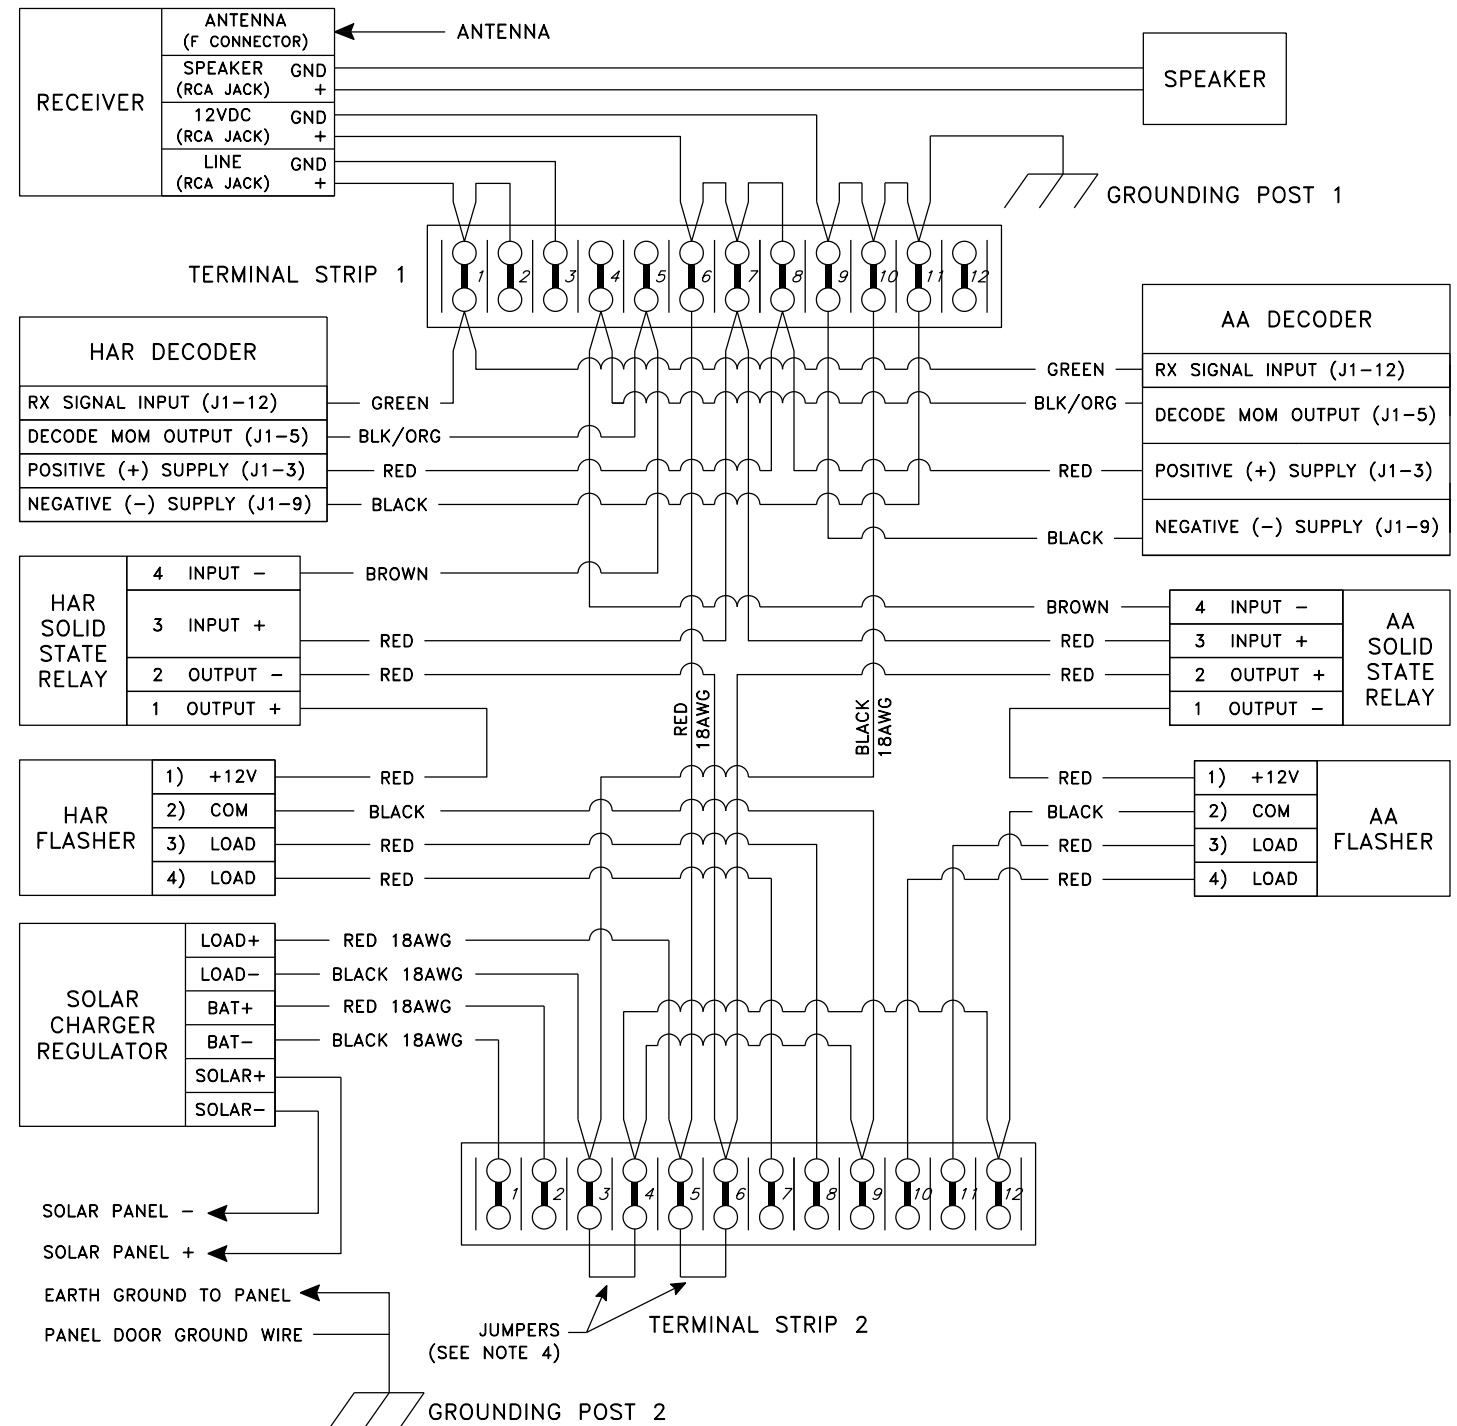 ANTENNA
(F CONNECTOR)
ANTENNA
RECEIVER
SPEAKER GND
(RCA JACK) +
12VDC GND
(RCA JACK) +
LINE GND
(RCA JACK) +
SPEAKER
GROUNDING POST 1
TERMINAL STRIP 1
1 2 3 4 5 6 7 8 9 10 11 12
HAR DECODER
RX SIGNAL INPUT (J1-12)
GREEN
DECODE MOM OUTPUT (J1-5)
BLK/ORG
POSITIVE (+) SUPPLY (J1-3)
RED
NEGATIVE (-) SUPPLY (J1-9)
BLACK
AA DECODER
GREEN
RX SIGNAL INPUT (J1-12)
BLK/ORG
DECODE MOM OUTPUT (J1-5)
RED
POSITIVE (+) SUPPLY (J1-3)
BLACK
NEGATIVE (-) SUPPLY (J1-9)
HAR
SOLID
STATE
RELAY
4 INPUT -
BROWN
3 INPUT +
RED
2 OUTPUT -
RED
1 OUTPUT +
RED
18AWG
BLACK
18AWG
BROWN
4 INPUT -
RED
3 INPUT +
RED
2 OUTPUT +
1 OUTPUT -
AA
SOLID
STATE
RELAY
HAR
FLASHER
1) +12V
RED
2) COM
BLACK
3) LOAD
RED
4) LOAD
RED
RED
1) +12V
BLACK
2) COM
RED
3) LOAD
RED
4) LOAD
AA
FLASHER
SOLAR
CHARGER
REGULATOR
LOAD+
RED 18AWG
LOAD-
BLACK 18AWG
BAT+
RED 18AWG
BAT-
BLACK 18AWG
SOLAR+
SOLAR-
1 2 3 4 5 6 7 8 9 10 11 12
SOLAR PANEL -
SOLAR PANEL +
EARTH GROUND TO PANEL
PANEL DOOR GROUND WIRE
JUMPERS
(SEE NOTE 4)
TERMINAL STRIP 2
GROUNDING POST 2